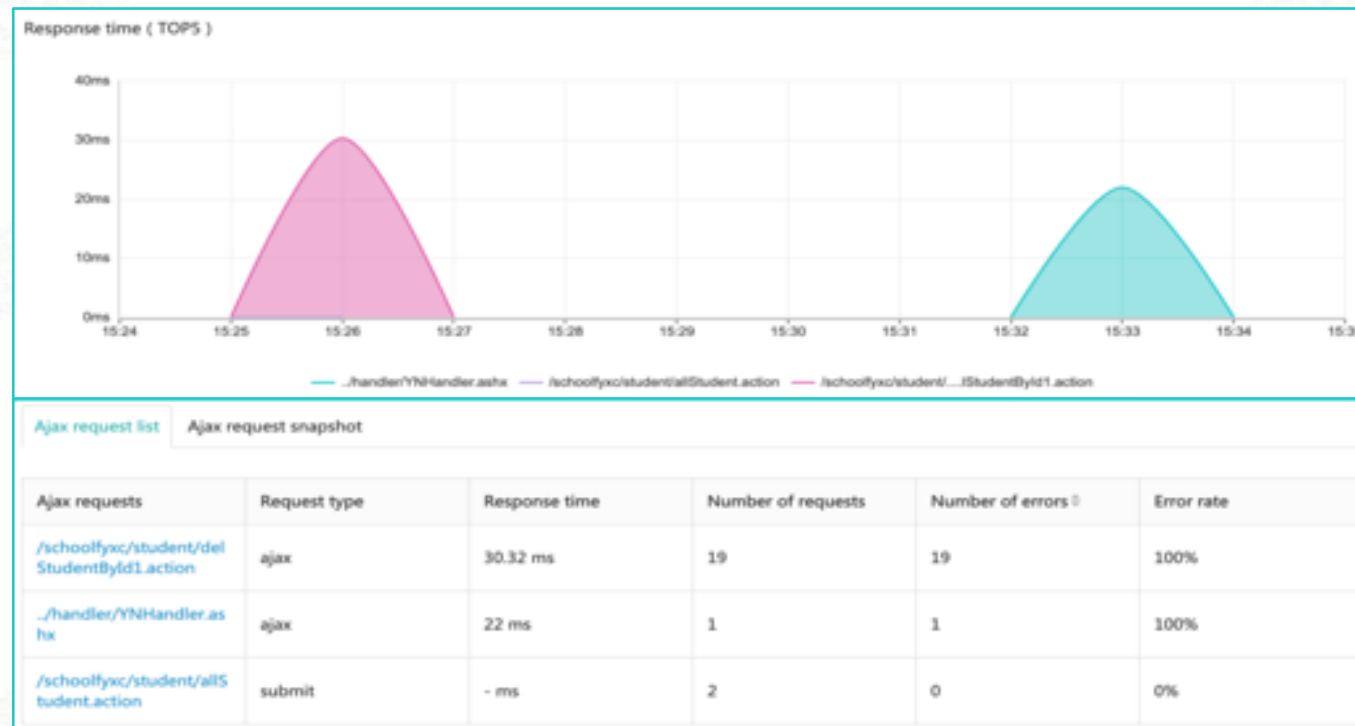 Response time ( TOP5 )
40ms
30ms
20ms
10ms
0ms
15:24 15:25 15:26 15:27 15:28 15:29 15:30 15:31 15:32 15:33 15:34 15:3
../handler/YNHandler.ashx /schoolfyxc/student/allStudent.action /schoolfyxc/student/....lStudentById1.action
Ajax request list Ajax request snapshot
Ajax requests Request type Response time Number of requests Number of errors Error rate
/schoolfyxc/student/del
StudentById1.action ajax 30.32 ms 19 19 100%
../handler/YNHandler.as
hx ajax 22 ms 1 1 100%
/schoolfyxc/student/allS
tudent.action submit - ms 2 0 0%